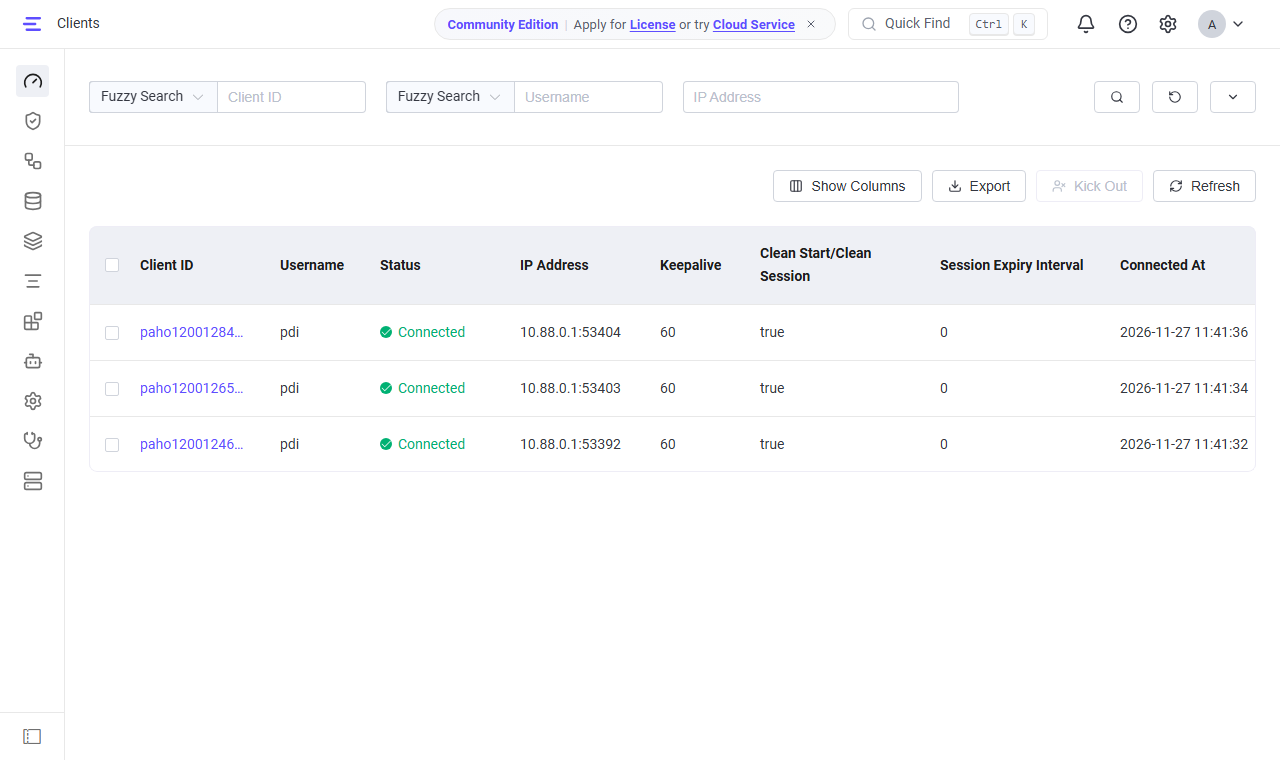 Clients
Community Edition | Apply for License or try Cloud Service
Quick Find Ctrl K
A
Fuzzy Search Client ID Fuzzy Search Username IP Address
Show Columns Export Kick Out Refresh
Client ID Username Status IP Address Keepalive Clean Start/Clean Session Session Expiry Interval Connected At
paho12001284... pdi Connected 10.88.0.1:53404 60 true 0 2026-11-27 11:41:36
paho12001265... pdi Connected 10.88.0.1:53403 60 true 0 2026-11-27 11:41:34
paho12001246... pdi Connected 10.88.0.1:53392 60 true 0 2026-11-27 11:41:32